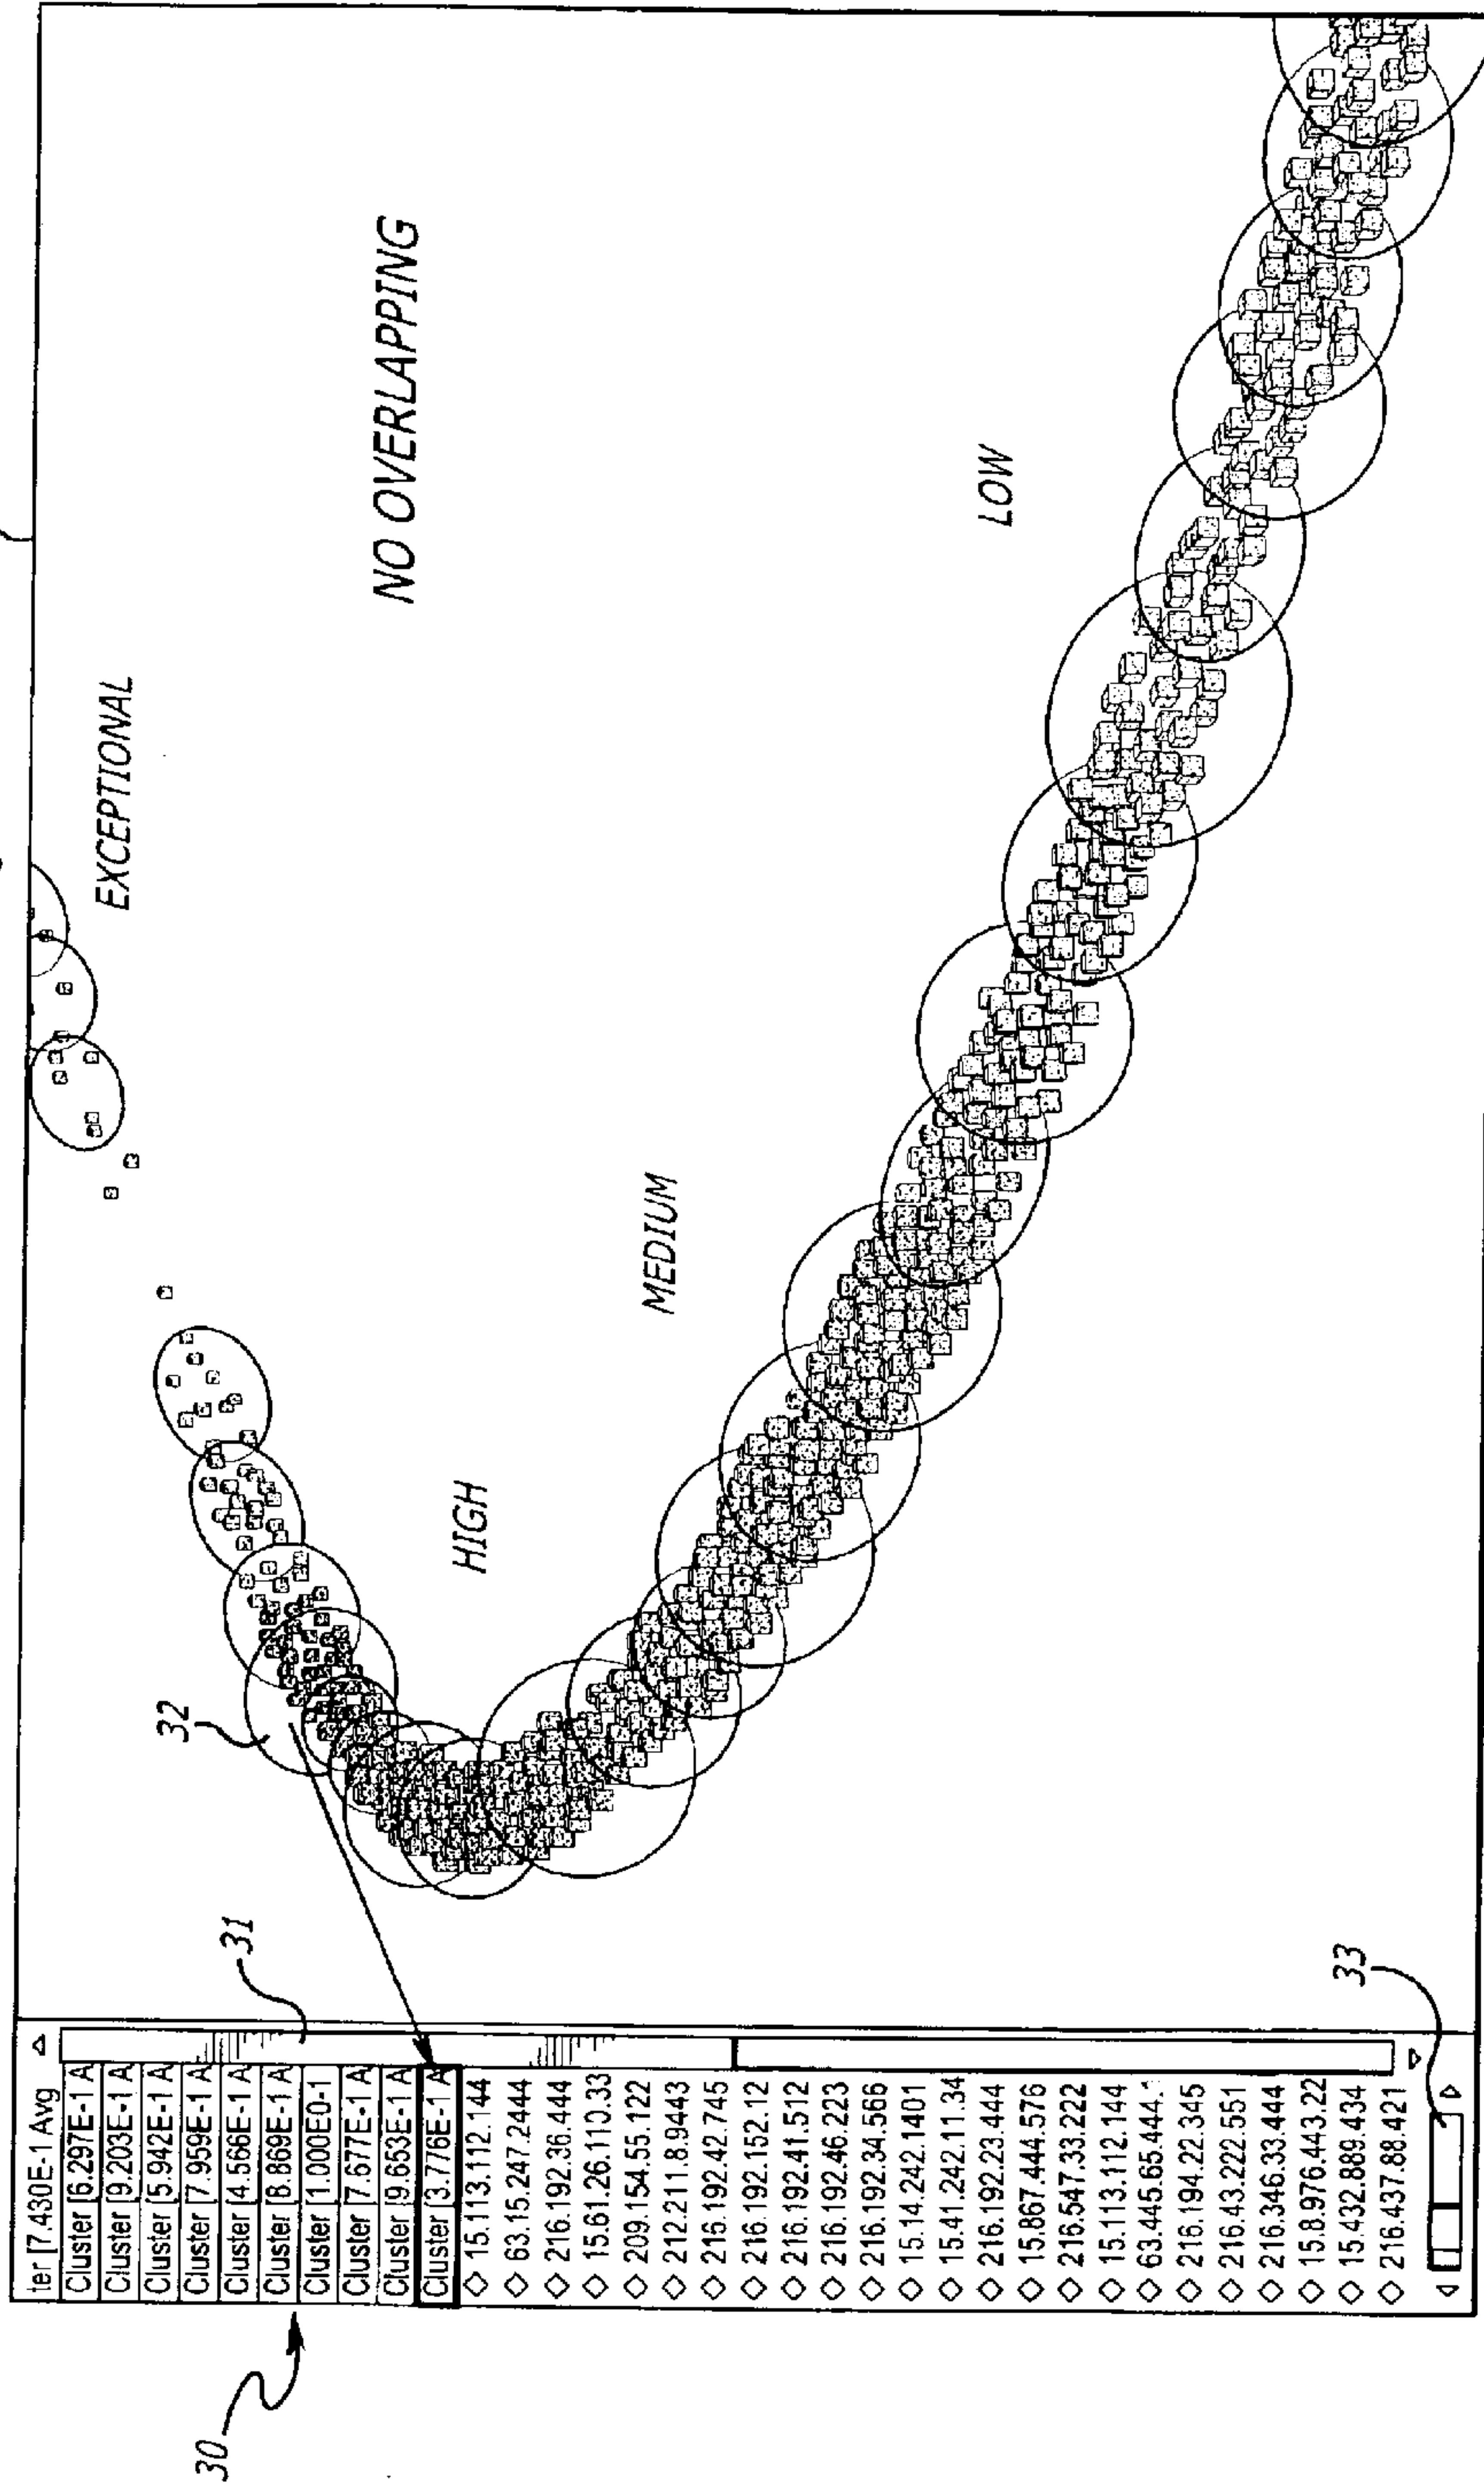 ter [7.430E-1 Avg
Cluster [6.297E-1 A
Cluster [9.203E-1 A
Cluster [5.942E-1 A
Cluster [7.959E-1 A
Cluster [4.566E-1 A
Cluster [8.869E-1 A
Cluster [1.000E0-1
Cluster [7.677E-1 A
Cluster [9.653E-1 A
Cluster [3.776E-1 A
15.113.112.144
63.15.247.2444
216.192.36.444
15.61.26.110.33
209.154.55.122
212.211.8.9443
216.192.42.745
216.192.152.12
216.192.41.512
216.192.46.223
216.192.34.566
15.14.242.1401
15.41.242.11.34
216.192.23.444
15.867.444.576
216.547.33.222
15.113.112.144
63.445.65.444.1
216.194.22.345
216.43.222.551
216.346.33.444
15.8.976.443.22
15.432.889.434
216.437.88.421
30
31
32
33
EXCEPTIONAL
NO OVERLAPPING
HIGH
MEDIUM
LOW